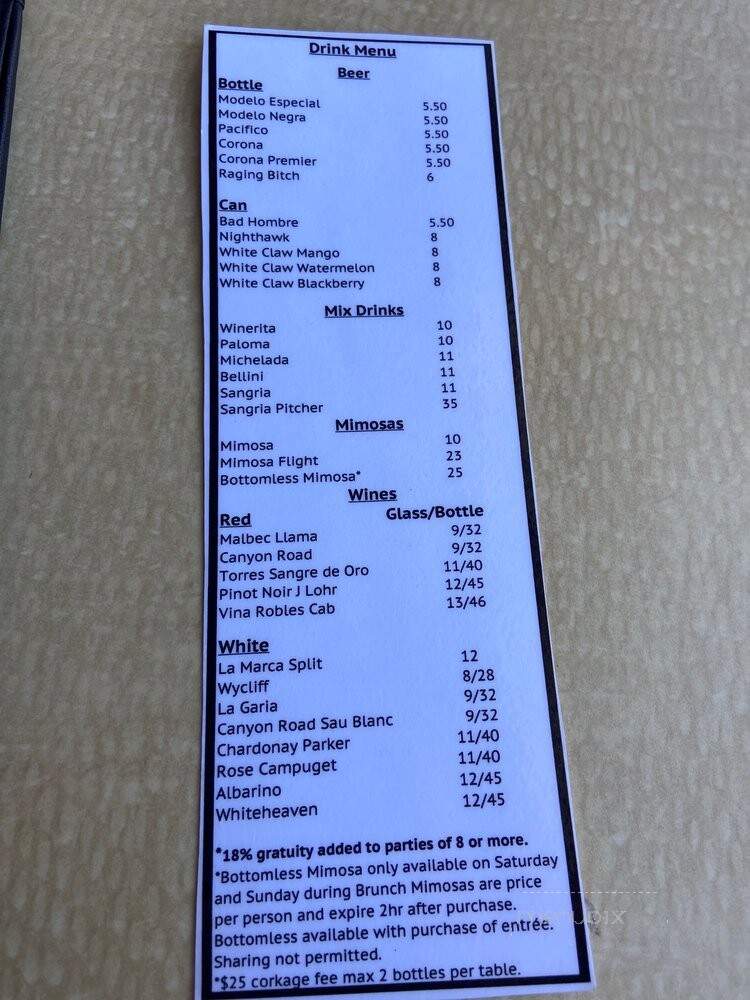 Drink Menu
Beer
Bottle
Modelo Especial 5.50
Modelo Negra 5.50
Pacifico 5.50
Corona 5.50
Corona Premier 5.50
Raging Bitch 6
Can
Bad Hombre 5.50
Nighthawk 8
White Claw Mango 8
White Claw Watermelon 8
White Claw Blackberry 8
Mix Drinks
Winerita 10
Paloma 10
Michelada 11
Bellini 11
Sangria 11
Sangria Pitcher 35
Mimosas
Mimosa 10
Mimosa Flight 23
Bottomless Mimosa* 25
Wines
Red Glass/Bottle
Malbec Llama 9/32
Canyon Road 9/32
Torres Sangre de Oro 11/40
Pinot Noir J Lohr 12/45
Vina Robles Cab 13/46
White
La Marca Split 12
Wycliff 8/28
La Garia 9/32
Canyon Road Sau Blanc 9/32
Chardonay Parker 11/40
Rose Campuget 11/40
Albarino 12/45
Whiteheaven 12/45
*18% gratuity added to parties of 8 or more.
*Bottomless Mimosa only available on Saturday
and Sunday during Brunch Mimosas are price
per person and expire 2hr after purchase.
Bottomless available with purchase of entrée.
Sharing not permitted.
*$25 corkage fee max 2 bottles per table.
menupix